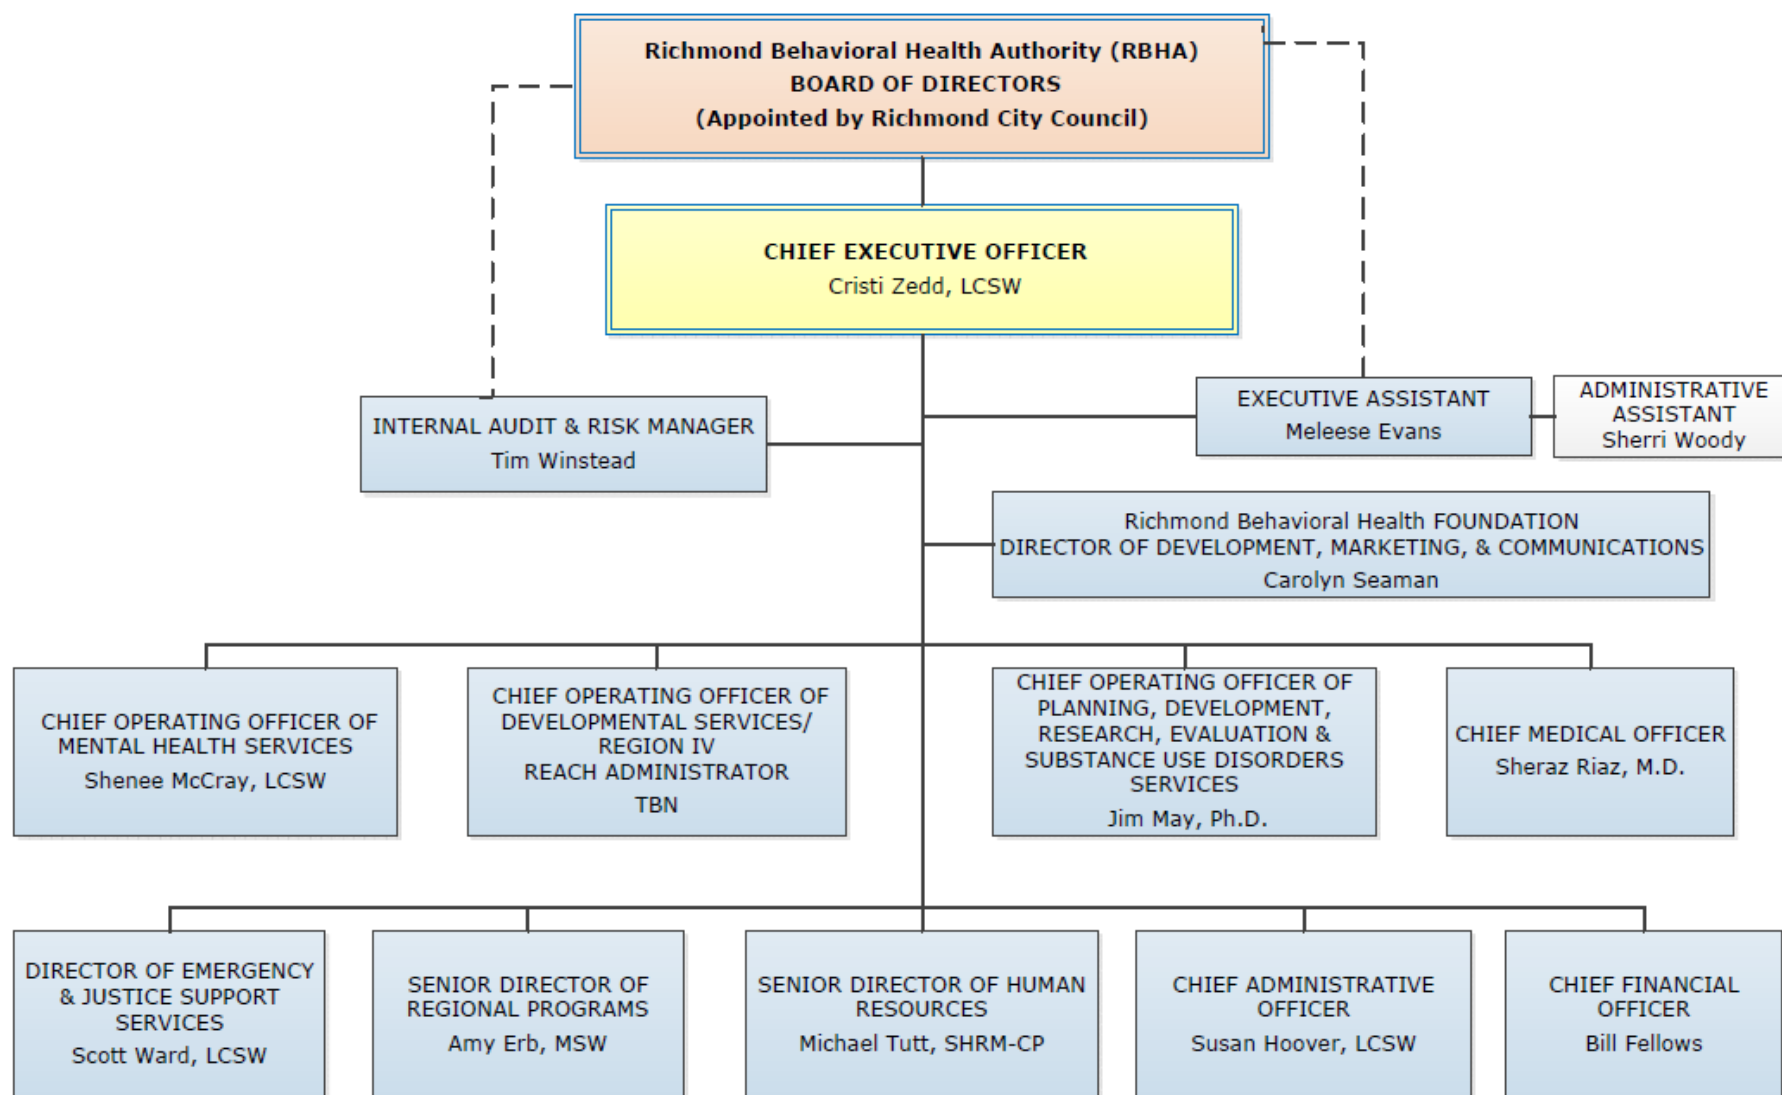 Richmond Behavioral Health Authority (RBHA)
BOARD OF DIRECTORS
(Appointed by Richmond City Council)
CHIEF EXECUTIVE OFFICER
Cristi Zedd, LCSW
INTERNAL AUDIT & RISK MANAGER
Tim Winstead
EXECUTIVE ASSISTANT
Meleese Evans
ADMINISTRATIVE
ASSISTANT
Sherri Woody
Richmond Behavioral Health FOUNDATION
DIRECTOR OF DEVELOPMENT, MARKETING, & COMMUNICATIONS
Carolyn Seaman
CHIEF OPERATING OFFICER OF
MENTAL HEALTH SERVICES
Shenee McCray, LCSW
CHIEF OPERATING OFFICER OF
DEVELOPMENTAL SERVICES/
REGION IV
REACH ADMINISTRATOR
TBN
CHIEF OPERATING OFFICER OF
PLANNING, DEVELOPMENT,
RESEARCH, EVALUATION &
SUBSTANCE USE DISORDERS
SERVICES
Jim May, Ph.D.
CHIEF MEDICAL OFFICER
Sheraz Riaz, M.D.
DIRECTOR OF EMERGENCY
& JUSTICE SUPPORT
SERVICES
Scott Ward, LCSW
SENIOR DIRECTOR OF
REGIONAL PROGRAMS
Amy Erb, MSW
SENIOR DIRECTOR OF HUMAN
RESOURCES
Michael Tutt, SHRM-CP
CHIEF ADMINISTRATIVE
OFFICER
Susan Hoover, LCSW
CHIEF FINANCIAL
OFFICER
Bill Fellows